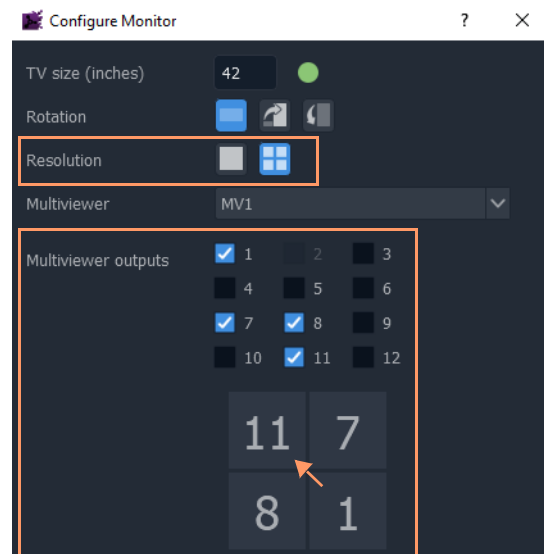 Configure Monitor ? ×
TV size (inches) 42
Rotation
Resolution
Multiviewer MV1
Multiviewer outputs 1 2 3
4 5 6
7 8 9
10 11 12
11 7
8 1